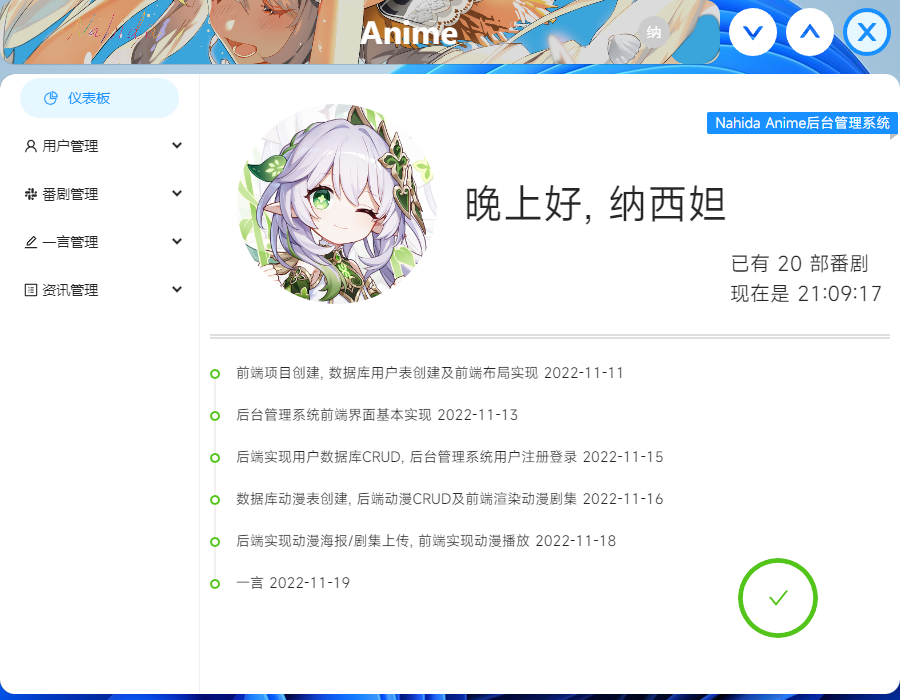 Anime
纳
仪表板
用户管理
番剧管理
一言管理
资讯管理
Nahida Anime后台管理系统
晚上好, 纳西妲
已有 20 部番剧
现在是 21:09:17
前端项目创建, 数据库用户表创建及前端布局实现 2022-11-11
后台管理系统前端界面基本实现 2022-11-13
后端实现用户数据库CRUD, 后台管理系统用户注册登录 2022-11-15
数据库动漫表创建, 后端动漫CRUD及前端渲染动漫剧集 2022-11-16
后端实现动漫海报/剧集上传, 前端实现动漫播放 2022-11-18
一言 2022-11-19